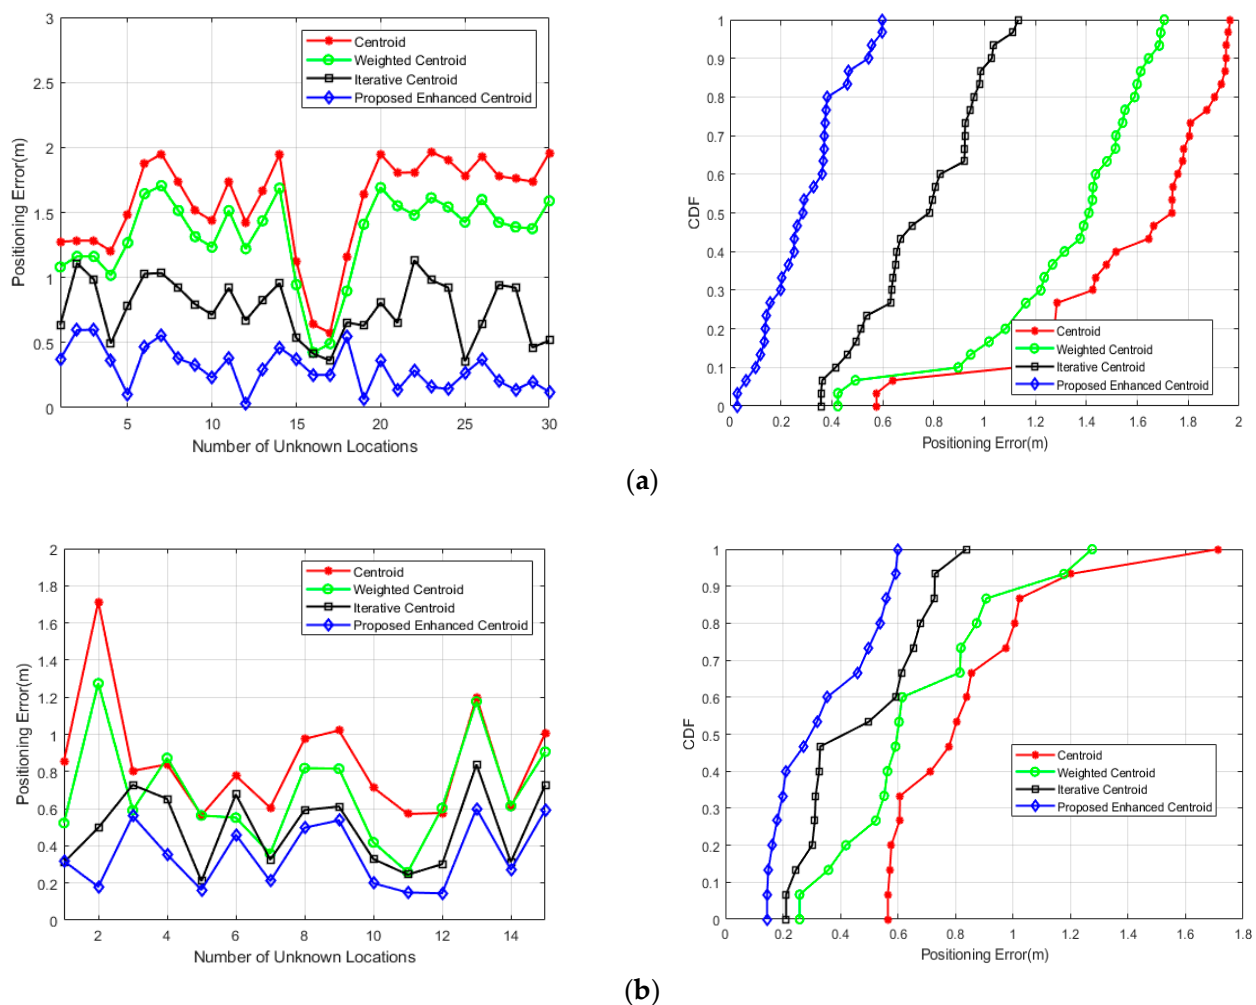 3
2.5
2
1.5
1
0.5
0
Positioning Error(m)
Centroid
Weighted Centroid
Iterative Centroid
Proposed Enhanced Centroid
5 10 15 20 25 30
Number of Unknown Locations
1
0.9
0.8
0.7
0.6
0.5
0.4
0.3
0.2
0.1
0
CDF
Centroid
Weighted Centroid
Iterative Centroid
Proposed Enhanced Centroid
0 0.2 0.4 0.6 0.8 1 1.2 1.4 1.6 1.8 2
Positioning Error(m)
(a)
2
1.8
1.6
1.4
1.2
1
0.8
0.6
0.4
0.2
0
Positioning Error(m)
Centroid
Weighted Centroid
Iterative Centroid
Proposed Enhanced Centroid
2 4 6 8 10 12 14
Number of Unknown Locations
1
0.9
0.8
0.7
0.6
0.5
0.4
0.3
0.2
0.1
0
CDF
Centroid
Weighted Centroid
Iterative Centroid
Proposed Enhanced Centroid
0 0.2 0.4 0.6 0.8 1 1.2 1.4 1.6 1.8
Positioning Error(m)
(b)